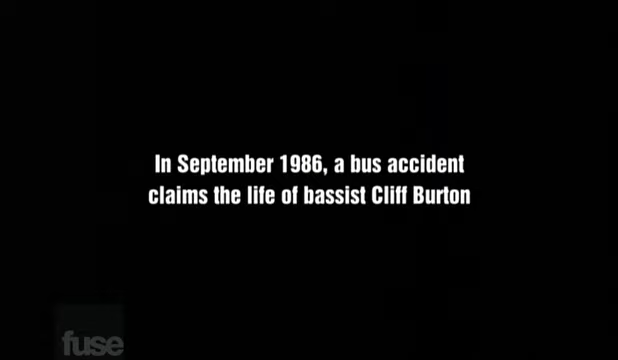 In September 1986, a bus accident
claims the life of bassist Cliff Burton
fuse